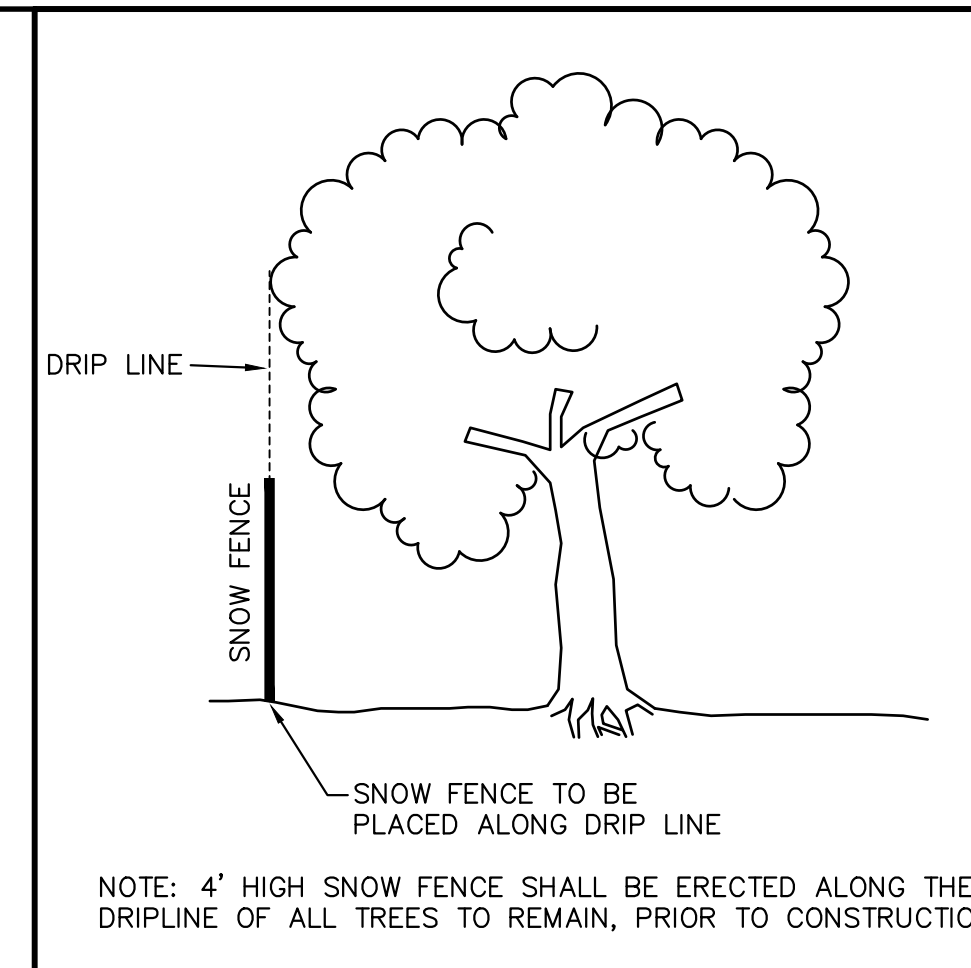 DRIP LINE
SNOW FENCE
SNOW FENCE TO BE
PLACED ALONG DRIP LINE
NOTE: 4' HIGH SNOW FENCE SHALL BE ERECTED ALONG THE
DRIPLINE OF ALL TREES TO REMAIN, PRIOR TO